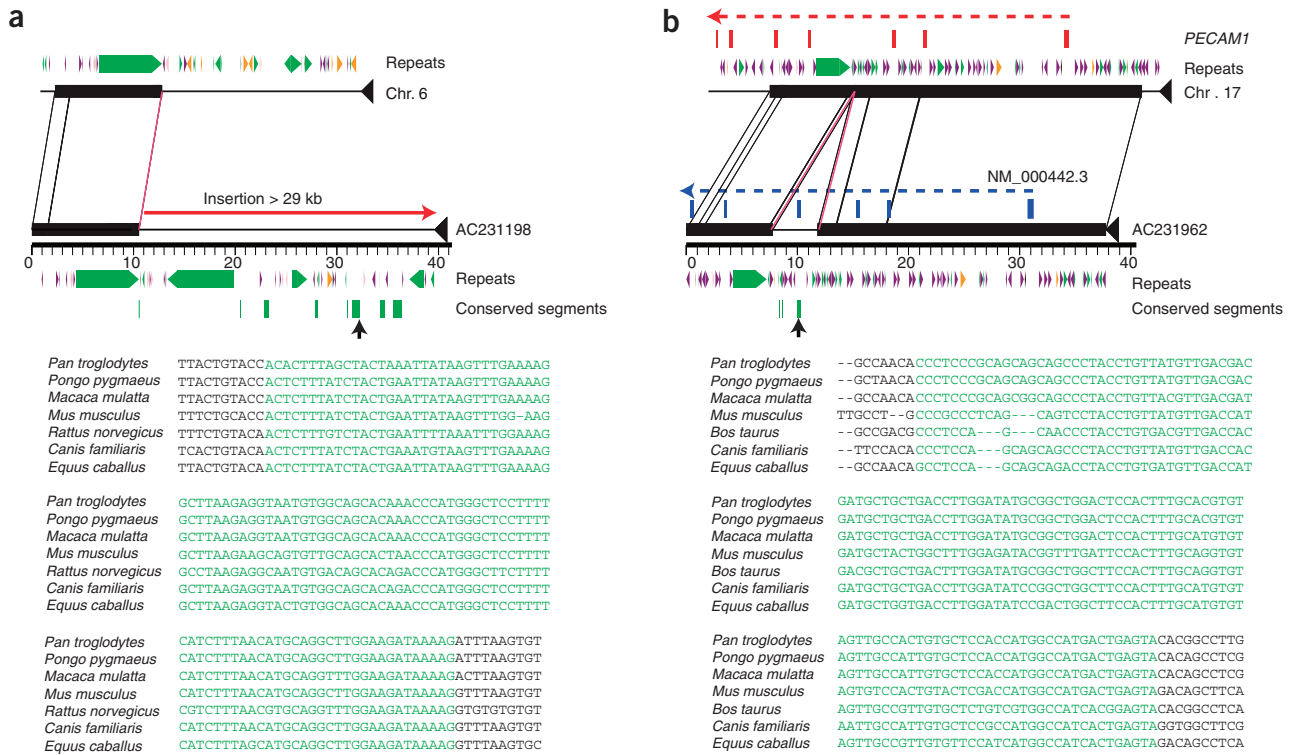 a
Repeats
Chr. 6
Insertion > 29 kb
AC231198
0 10 20 30 40
Repeats
Conserved segments
Pan troglodytes TTACTGTACCACACTTTAGCTACTAAATTATAAGTTTGAAAAG
Pongo pygmaeus TTACTGTACCACTCTTTATCTACTGAATTATAAGTTTGAAAAG
Macaca mulatta TTACTGTACCACTCTTTATCTACTGAATTATAAGTTTGAAAAG
Mus musculus TTTCTGCACCACTCTTTATCTACTGAATTATAAGTTTGG-AAG
Rattus norvegicus TTTCTGTACAACTCTTTGTCTACTGAATTTTAAATTTGGAAAG
Canis familiaris TCACTGTACAACTCTTTATCTACTGAAATGTAAGTTTGAAAAG
Equus caballus TTACTGTACAACTCTTTATCTACTGAATTATAAGTTTGAAAAG
Pan troglodytes GCTTAAGAGGTAATGTGGCAGCACAAACCCATGGGCTCCTTTT
Pongo pygmaeus GCTTAAGAGGTAATGTGGCAGCACAAACCCATGGGCTCCTTTT
Macaca mulatta GCTTAAGAGGTAATGTGGCAGCACAAACCCATGGGCTCCTTTT
Mus musculus GCTTAAGAAGCAGTGTTGCAGCACTAACCCATGGGCTCCTTTT
Rattus norvegicus GCCTAAGAGGCAATGTGACAGCACAGACCCATGGGCTTCTTTT
Canis familiaris GCTTAAGAGGTAATGTGGCAGCACAGACCCATGGGCTCCTTTT
Equus caballus GCTTAAGAGGTACTGTGGCAGCACAAACCCATGGGCTCCTTTT
Pan troglodytes CATCTTTAACATGCAGGCTTGGAAGATAAAAGATTTAAGTGT
Pongo pygmaeus CATCTTTAACATGCAGGCTTGGAAGATAAAAGATTTAAGTGT
Macaca mulatta CATCTTTAACATGCAGGTTTGGAAGATAAAAGACTTAAGTGT
Mus musculus CATCTTTAACATGCAGGCTTGGAAGATAAAAGGTTTAAGTGT
Rattus norvegicus CGTCTTTAACGTGCAGGCTTGGAAGATAAAAGGTGTGTGTGT
Canis familiaris CATCTTTAACATGCAGGCTTGGAAGATAAAAGGTTTAAGTGT
Equus caballus CATCTTTAGCATGCAGGCTTGGAAGATAAAAGGTTTAAGTGC
b
PECAM1
Repeats
Chr . 17
NM_000442.3
AC231962
0 10 20 30 40
Repeats
Conserved segments
Pan troglodytes --GCCAACACCCTCCCGCAGCAGCAGCCCTACCTGTTATGTTGACGAC
Pongo pygmaeus --GCTAACACCCTCCCGCAGCAGCAGCCCTACCTGTTATGTTGACGAC
Macaca mulatta --GCCAACACCCTCCCGCAGCGGCAGCCCTACCTGTTACGTTGACGAT
Mus musculus TTGCCT--GCCCGCCCTCAG---CAGTCCTACCTGTTATGTTGACCAT
Bos taurus --GCCGACGCCCTCCA---G---CAACCCTACCTGTGACGTTGACCAC
Canis familiaris --TTCCACACCCTCCA---GCAGCAGCCCTACCTGTTATGTTGACCAC
Equus caballus --GCCAACAGCCTCCA---GCAGCAGACCTACCTGTGATGTTGACCAT
Pan troglodytes GATGCTGCTGACCTTGGATATGCGGCTGGACTCCACTTTGCACGTGT
Pongo pygmaeus GATGCTGCTGACCTTGGATATGCGGCTGGACTCCACTTTGCACGTGT
Macaca mulatta GATGCTGCTGACCTTGGATATGCGGCTGGACTCCACTTTGCATGTGT
Mus musculus GATGCTACTGGCTTTGGAGATACGGTTTGATTCCACTTTGCAGGTGT
Bos taurus GACGCTGCTGACTTTGGATATGCGGCTGGCTTCCACTTTGCAGGTGT
Canis familiaris GATGCTGCTGACCTTGGATATCCGGCTGGCTTCCACTTTGCATGTGT
Equus caballus GATGCTGGTGACCTTGGATATCCGACTGGCTTCCACTTTGCATGTGT
Pan troglodytes AGTTGCCACTGTGCTCCACCATGGCCATGACTGAGTACACGGCCTTG
Pongo pygmaeus AGTTGCCATTGTGCTCCACCATGGCCATGACTGAGTACACAGCCTCG
Macaca mulatta AGTTGCCATTGTGCTCCACCATGGCCATGACTGAGTACACAGCCTCG
Mus musculus AGTGTCCACTGTACTCGACCATGGCCATGACTGAGTAGACAGCTTCA
Bos taurus AGTTGCCGTTGTGCTCTGTCGTGGCCATCACGGAGTACACGGCCTCA
Canis familiaris AATTGCCATTGTGCTCCGCCATGGCCATCACTGAGTAGGTGGCTTCG
Equus caballus AGTTGCCGTTGTGTTCCATCATGGCCATCACTGAGTAGACAGCCTCA